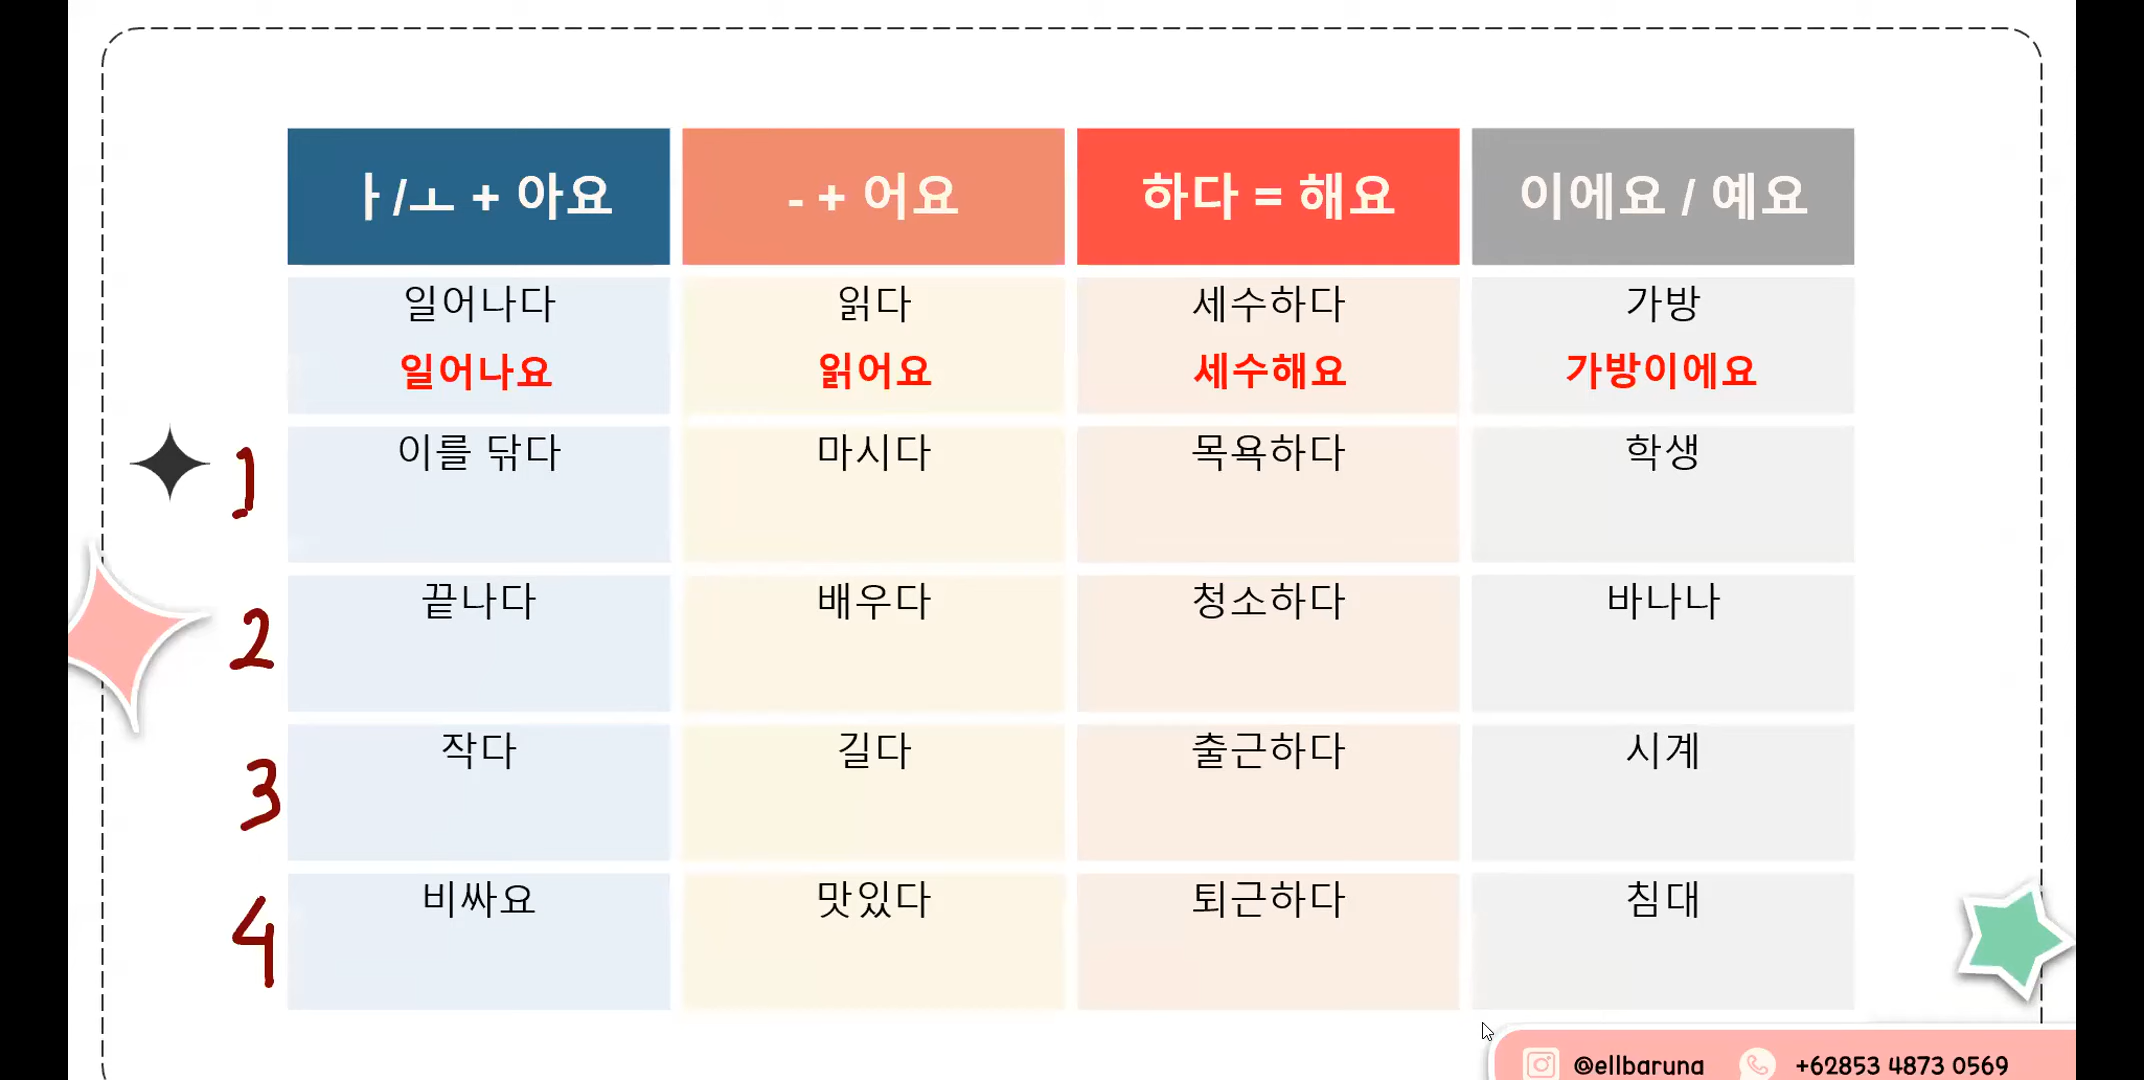 ㅏ/ㅗ + 아요
- + 어요
하다 = 해요
이에요 / 예요
일어나다
일어나요
읽다
읽어요
세수하다
세수해요
가방
가방이에요
1
이를 닦다
마시다
목욕하다
학생
2
끝나다
배우다
청소하다
바나나
3
작다
길다
출근하다
시계
4
비싸요
맛있다
퇴근하다
침대
@ellbaruna
+62853 4873 0569